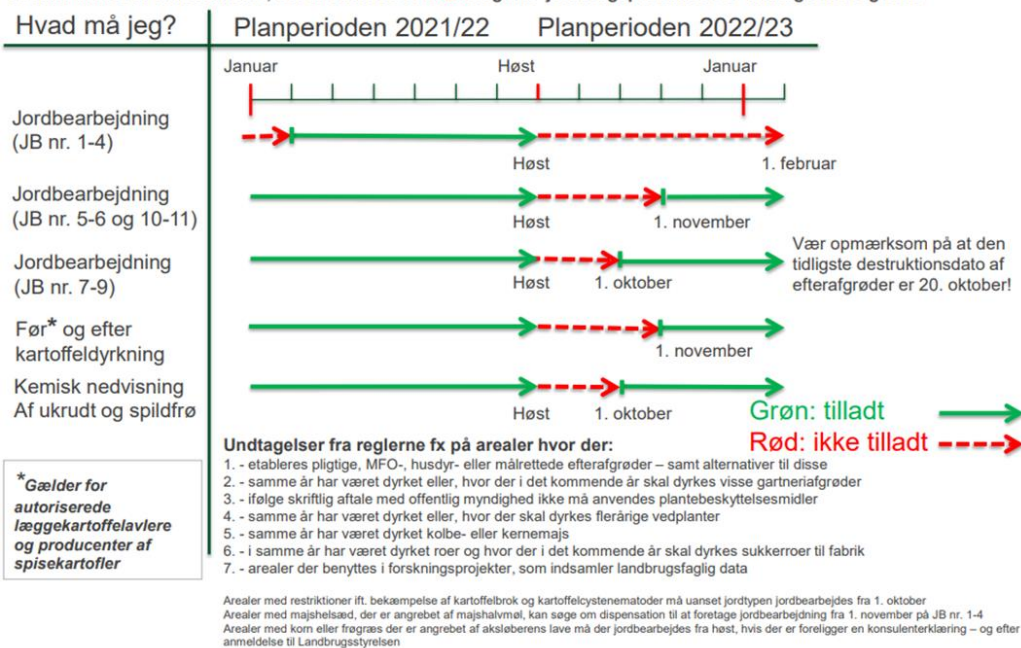 Hvad må jeg?
Planperioden 2021/22
Planperioden 2022/23
Januar
Høst
Januar
Jordbearbejdning
(JB nr. 1-4)
Høst
1. februar
Jordbearbejdning
(JB nr. 5-6 og 10-11)
Høst
1. november
Jordbearbejdning
(JB nr. 7-9)
Høst
1. oktober
Vær opmærksom på at den
tidligste destruktionsdato af
efterafgrøder er 20. oktober!
Før* og efter
kartoffeldyrkning
1. november
Kemisk nedvisning
Af ukrudt og spildfrø
Høst
1. oktober
Grøn: tilladt
Rød: ikke tilladt
*Gælder for
autoriserede
læggekartoffelavlere
og producenter af
spisekartofler
Undtagelser fra reglerne fx på arealer hvor der:
1. - etableres pligtige, MFO-, husdyr- eller målrettede efterafgrøder – samt alternativer til disse
2. - samme år har været dyrket eller, hvor der i det kommende år skal dyrkes visse gartneriafgrøder
3. - ifølge skriftlig aftale med offentlig myndighed ikke må anvendes plantebeskyttelsesmidler
4. - samme år har været dyrket eller, hvor der skal dyrkes flerårige vedplanter
5. - samme år har været dyrket kolbe- eller kernemajs
6. - i samme år har været dyrket roer og hvor der i det kommende år skal dyrkes sukkerroer til fabrik
7. - arealer der benyttes i forskningsprojekter, som indsamler landbrugsfaglig data
Arealer med restriktioner ift. bekæmpelse af kartoffelbrok og kartoffelcystenematoder må uanset jordtypen jordbearbejdes fra 1. oktober
Arealer med majshelsæd, der er angrebet af majshalvmøl, kan søge om dispensation til at foretage jordbearbejdning fra 1. november på JB nr. 1-4
Arealer med korn eller frøgræs der er angrebet af aksløberens lave må der jordbearbejdes fra høst, hvis der er foreligger en konsulenterklæring – og efter
anmeldelse til Landbrugsstyrelsen